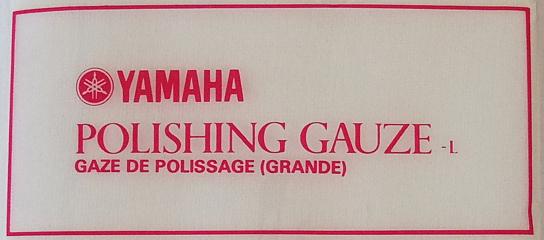 YAMAHA
POLISHING GAUZE -L
GAZE DE POLISSAGE (GRANDE)